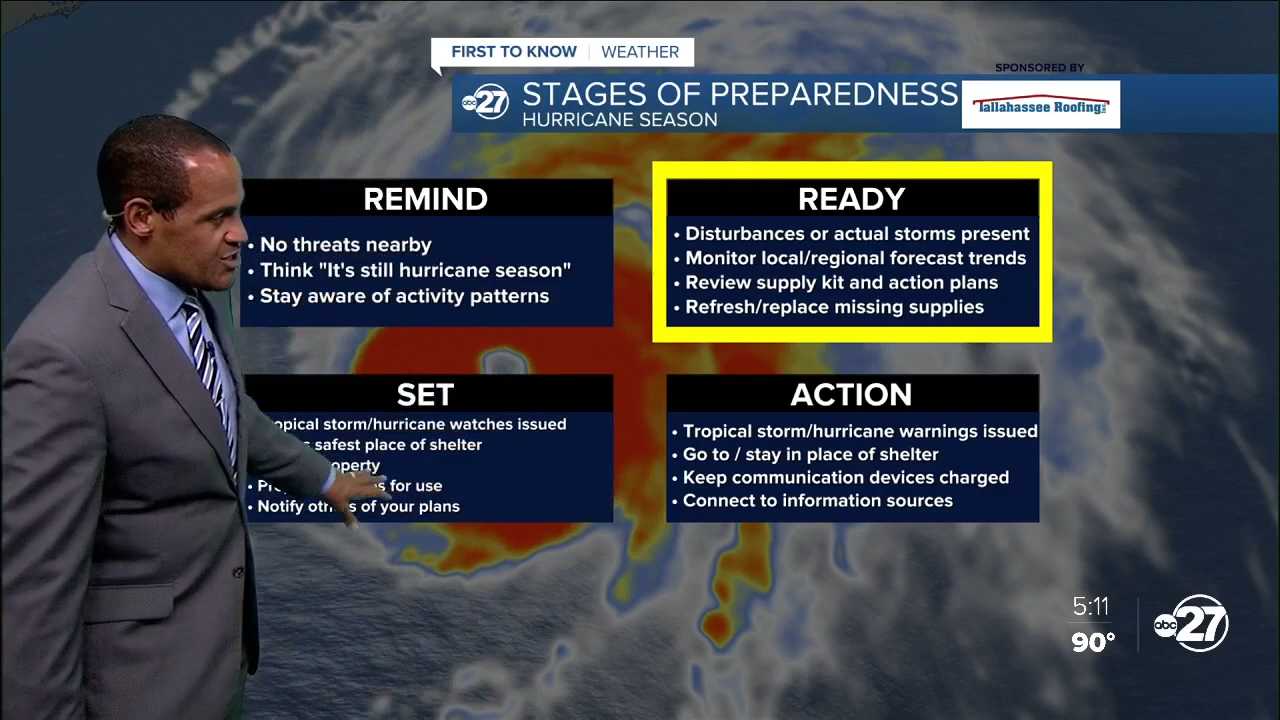 FIRST TO KNOW | WEATHER
SPONSORED BY
abc 27
STAGES OF PREPAREDNESS
HURRICANE SEASON
Tallahassee Roofing Inc.
REMIND
• No threats nearby
• Think "It's still hurricane season"
• Stay aware of activity patterns
READY
• Disturbances or actual storms present
• Monitor local/regional forecast trends
• Review supply kit and action plans
• Refresh/replace missing supplies
SET
opical storm/hurricane watches issued
safest place of shelter
operty
for use
• Notify of your plans
ACTION
• Tropical storm/hurricane warnings issued
• Go to / stay in place of shelter
• Keep communication devices charged
• Connect to information sources
5:11
90°
abc 27